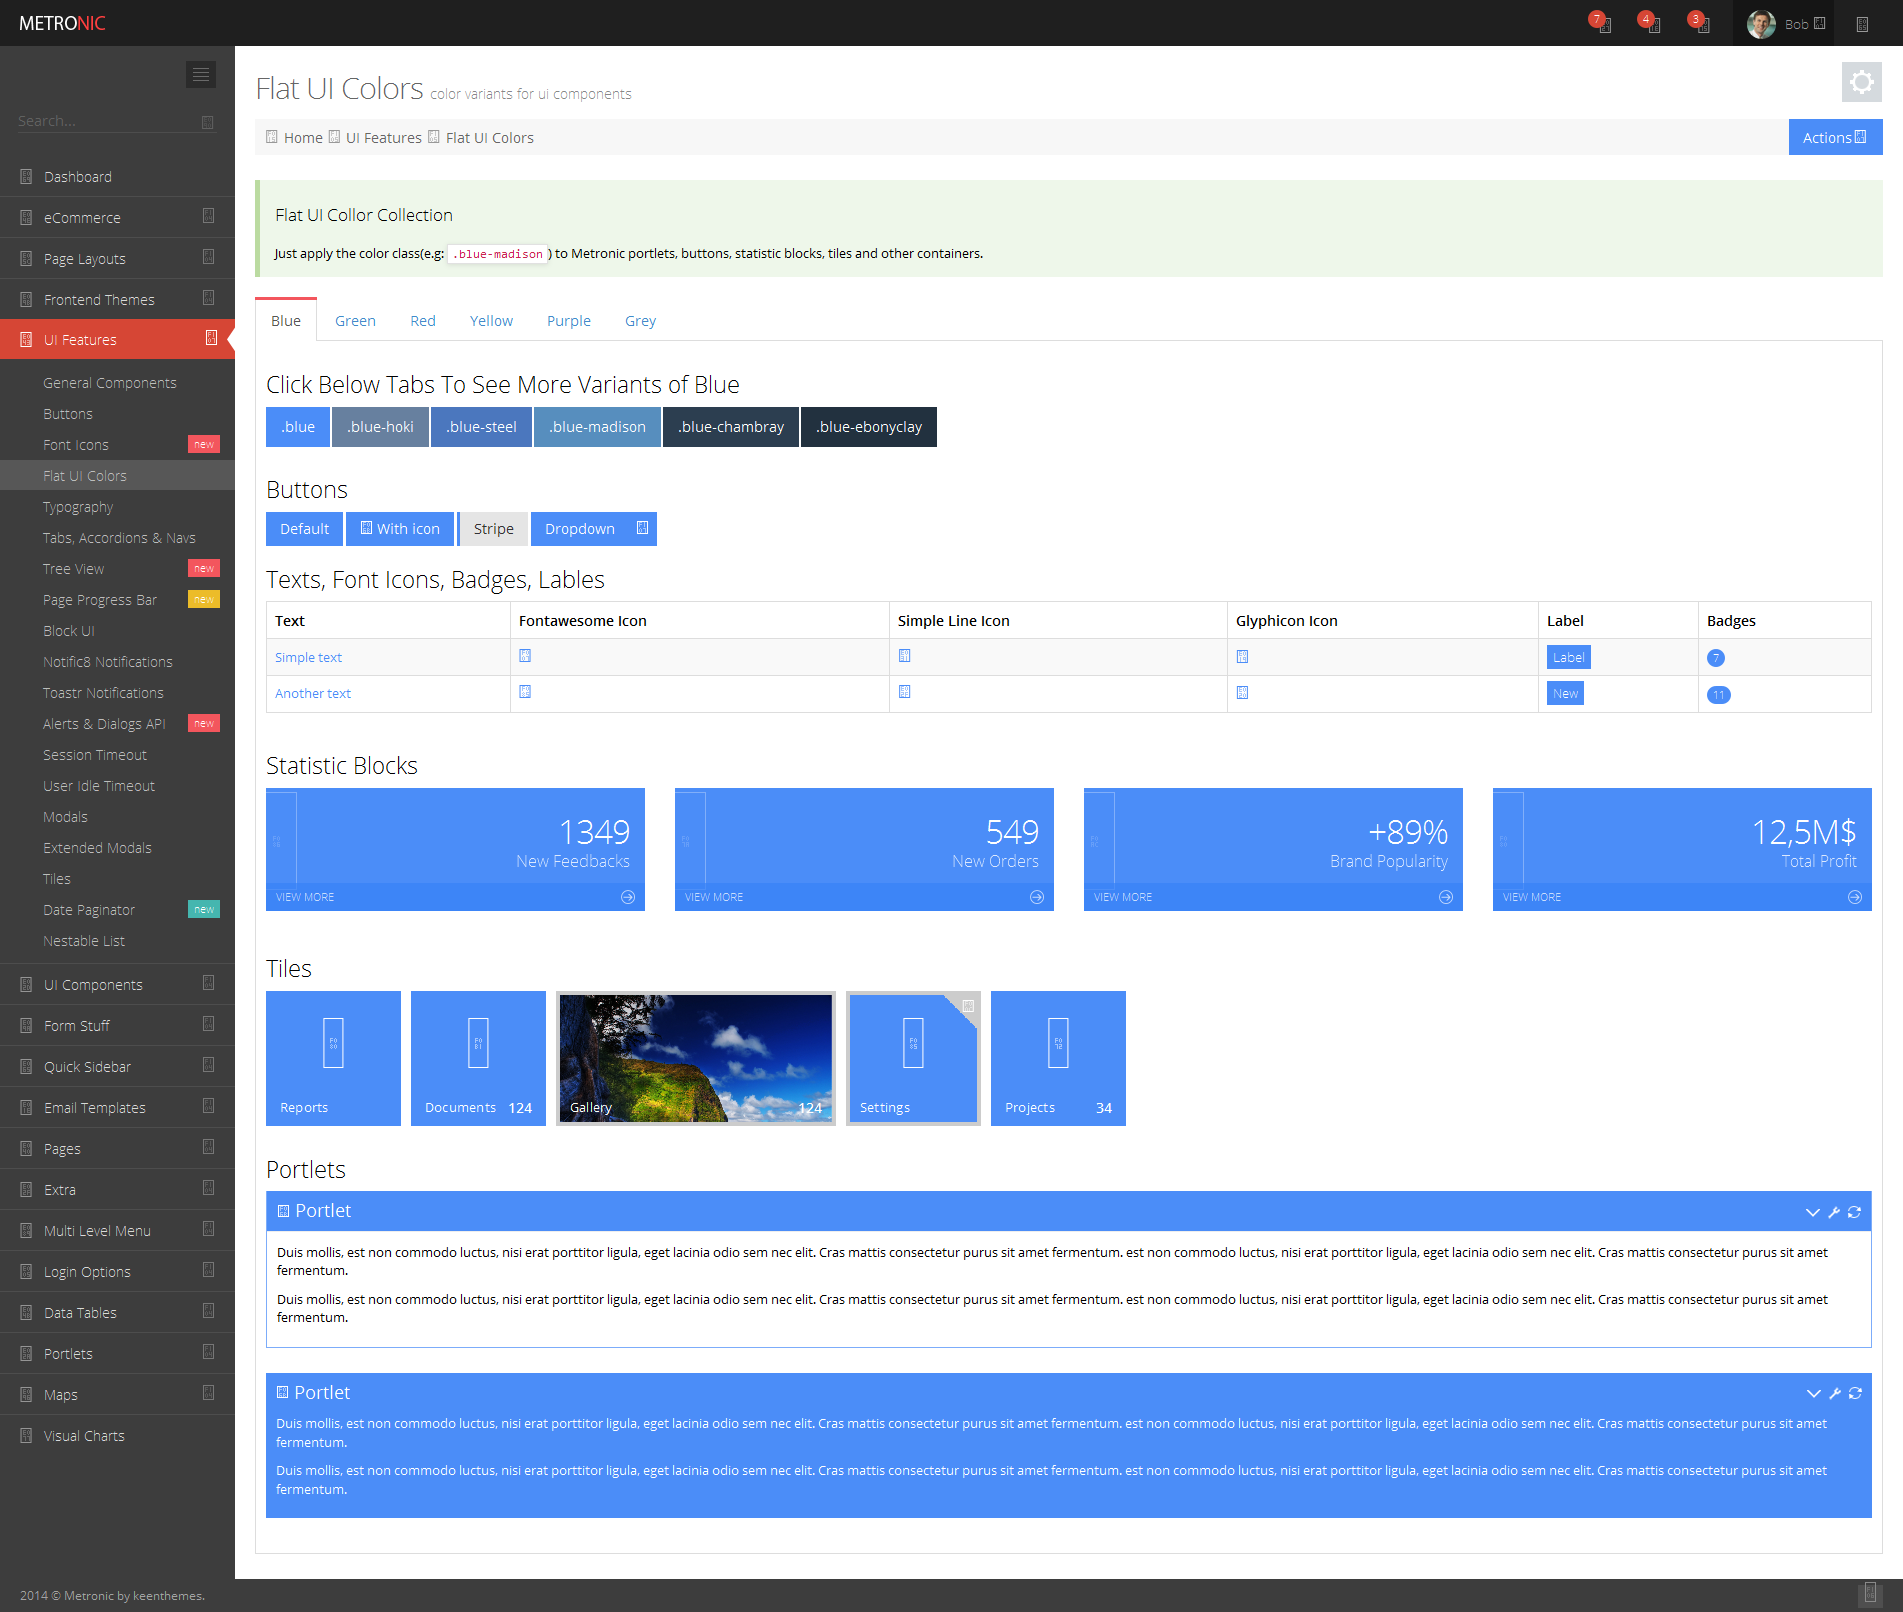 METRONIC
7
4
3
Bob
Search...
Dashboard
eCommerce
Page Layouts
Frontend Themes
UI Features
General Components
Buttons
Font Icons new
Flat UI Colors
Typography
Tabs, Accordions & Navs
Tree View new
Page Progress Bar new
Block UI
Notific8 Notifications
Toastr Notifications
Alerts & Dialogs API new
Session Timeout
User Idle Timeout
Modals
Extended Modals
Tiles
Date Paginator new
Nestable List
UI Components
Form Stuff
Quick Sidebar
Email Templates
Pages
Extra
Multi Level Menu
Login Options
Data Tables
Portlets
Maps
Visual Charts
Flat UI Colors color variants for ui components
Home UI Features Flat UI Colors
Actions
Flat UI Collor Collection
Just apply the color class(e.g: .blue-madison) to Metronic portlets, buttons, statistic blocks, tiles and other containers.
Blue Green Red Yellow Purple Grey
Click Below Tabs To See More Variants of Blue
.blue .blue-hoki .blue-steel .blue-madison .blue-chambray .blue-ebonyclay
Buttons
Default With icon Stripe Dropdown
Texts, Font Icons, Badges, Lables
Text Fontawesome Icon Simple Line Icon Glyphicon Icon Label Badges
Simple text Label 7
Another text New 11
Statistic Blocks
1349 549 +89% 12,5M$
New Feedbacks New Orders Brand Popularity Total Profit
VIEW MORE VIEW MORE VIEW MORE VIEW MORE
Tiles
Reports Documents 124 Gallery 124 Settings Projects 34
Portlets
Portlet
Duis mollis, est non commodo luctus, nisi erat porttitor ligula, eget lacinia odio sem nec elit. Cras mattis consectetur purus sit amet fermentum. est non commodo luctus, nisi erat porttitor ligula, eget lacinia odio sem nec elit. Cras mattis consectetur purus sit amet
fermentum.
Duis mollis, est non commodo luctus, nisi erat porttitor ligula, eget lacinia odio sem nec elit. Cras mattis consectetur purus sit amet fermentum. est non commodo luctus, nisi erat porttitor ligula, eget lacinia odio sem nec elit. Cras mattis consectetur purus sit amet
fermentum.
Portlet
Duis mollis, est non commodo luctus, nisi erat porttitor ligula, eget lacinia odio sem nec elit. Cras mattis consectetur purus sit amet fermentum. est non commodo luctus, nisi erat porttitor ligula, eget lacinia odio sem nec elit. Cras mattis consectetur purus sit amet
fermentum.
Duis mollis, est non commodo luctus, nisi erat porttitor ligula, eget lacinia odio sem nec elit. Cras mattis consectetur purus sit amet fermentum. est non commodo luctus, nisi erat porttitor ligula, eget lacinia odio sem nec elit. Cras mattis consectetur purus sit amet
fermentum.
2014 © Metronic by keenthemes.